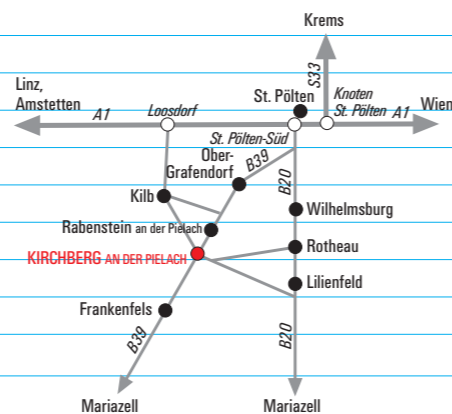 Krems
Linz,
Amstetten
S33
St. Pölten
Knoten
St. Pölten
A1
Loosdorf
A1
Wien
St. Pölten-Süd
Ober-
Grafendorf
B39
B20
Kilb
Wilhelmsburg
Rabenstein an der Pielach
Rotheau
KIRCHBERG AN DER PIELACH
Lilienfeld
Frankenfels
B39
B20
Mariazell
Mariazell